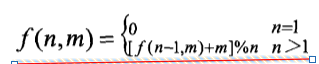 f(n,m)={0 n=1
[f(n-1,m)+m]%n n>1